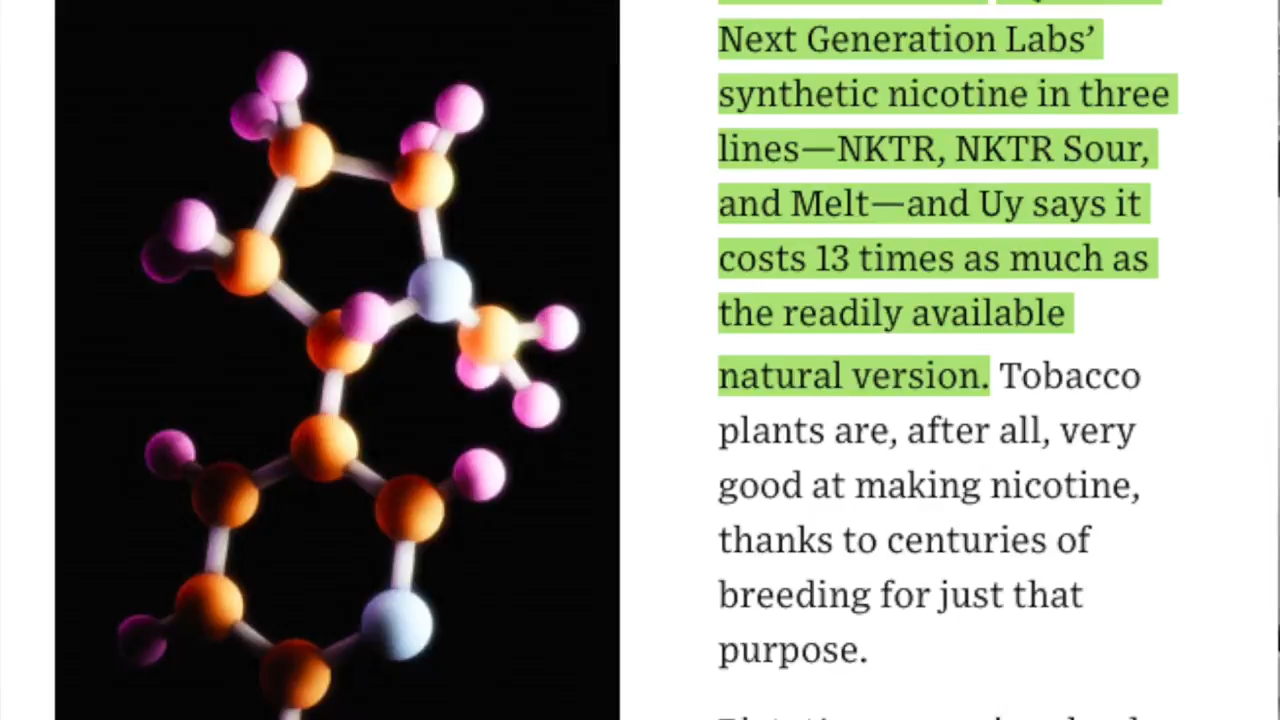 Next Generation Labs’
synthetic nicotine in three
lines—NKTR, NKTR Sour,
and Melt—and Uy says it
costs 13 times as much as
the readily available
natural version. Tobacco
plants are, after all, very
good at making nicotine,
thanks to centuries of
breeding for just that
purpose.